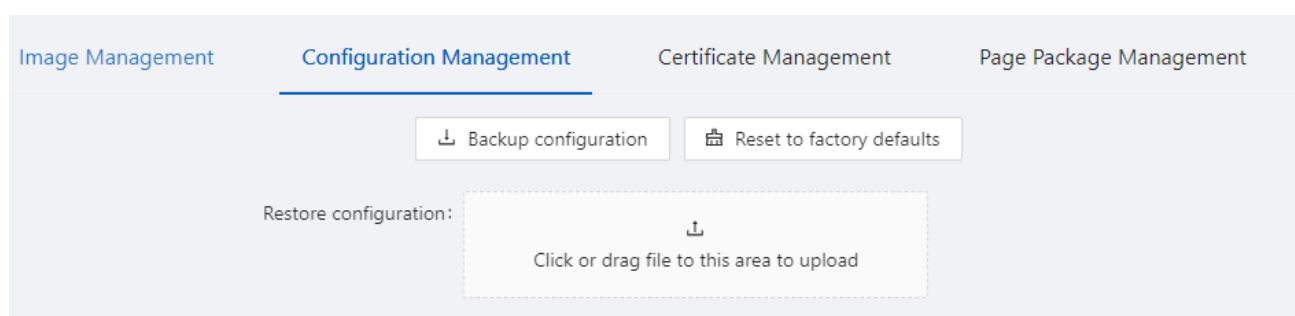 Image Management Configuration Management Certificate Management Page Package Management
Backup configuration Reset to factory defaults
Restore configuration:
Click or drag file to this area to upload